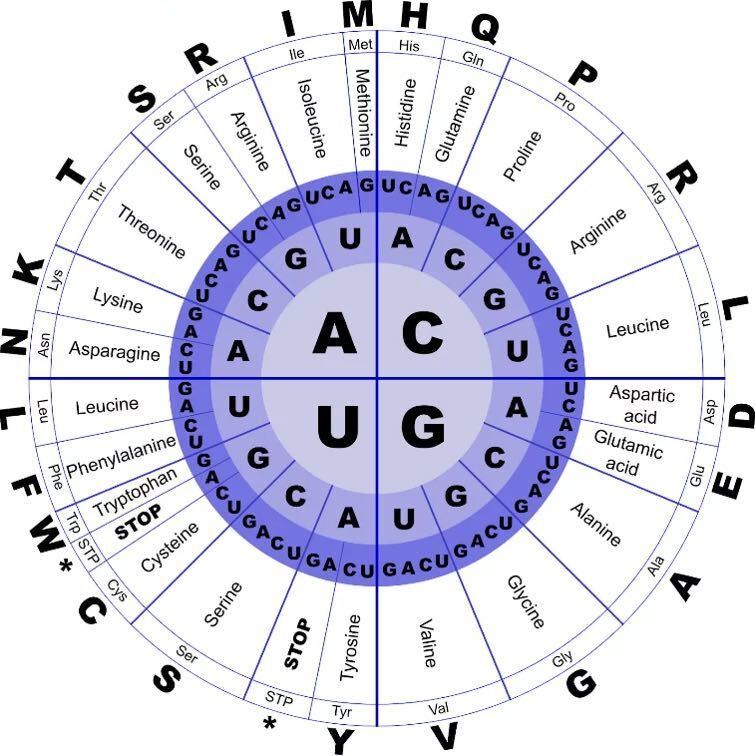 H
Q
P
R
L
D
E
A
G
V
Y
*
S
C
*
W
F
L
N
K
T
S
R
I
M
His
Gln
Pro
Arg
Leu
Asp
Glu
Ala
Gly
Val
Tyr
STP
Ser
Cys
STP
Trp
Phe
Leu
Asn
Lys
Thr
Ser
Arg
Ile
Met
Histidine
Glutamine
Proline
Arginine
Leucine
Aspartic
acid
Glutamic
acid
Alanine
Glycine
Valine
Tyrosine
STOP
Serine
Cysteine
STOP
Tryptophan
Phenylalanine
Leucine
Asparagine
Lysine
Threonine
Serine
Arginine
Isoleucine
Methionine
U C A G U C A G U C A G U C A G
U C A G U C A G U C A G U C A G
U C A G U C A G U C A G U C A G
U C A G U C A G U C A G U C A G
A C G U
A C G U
A C G U
A C G U
A C
U G